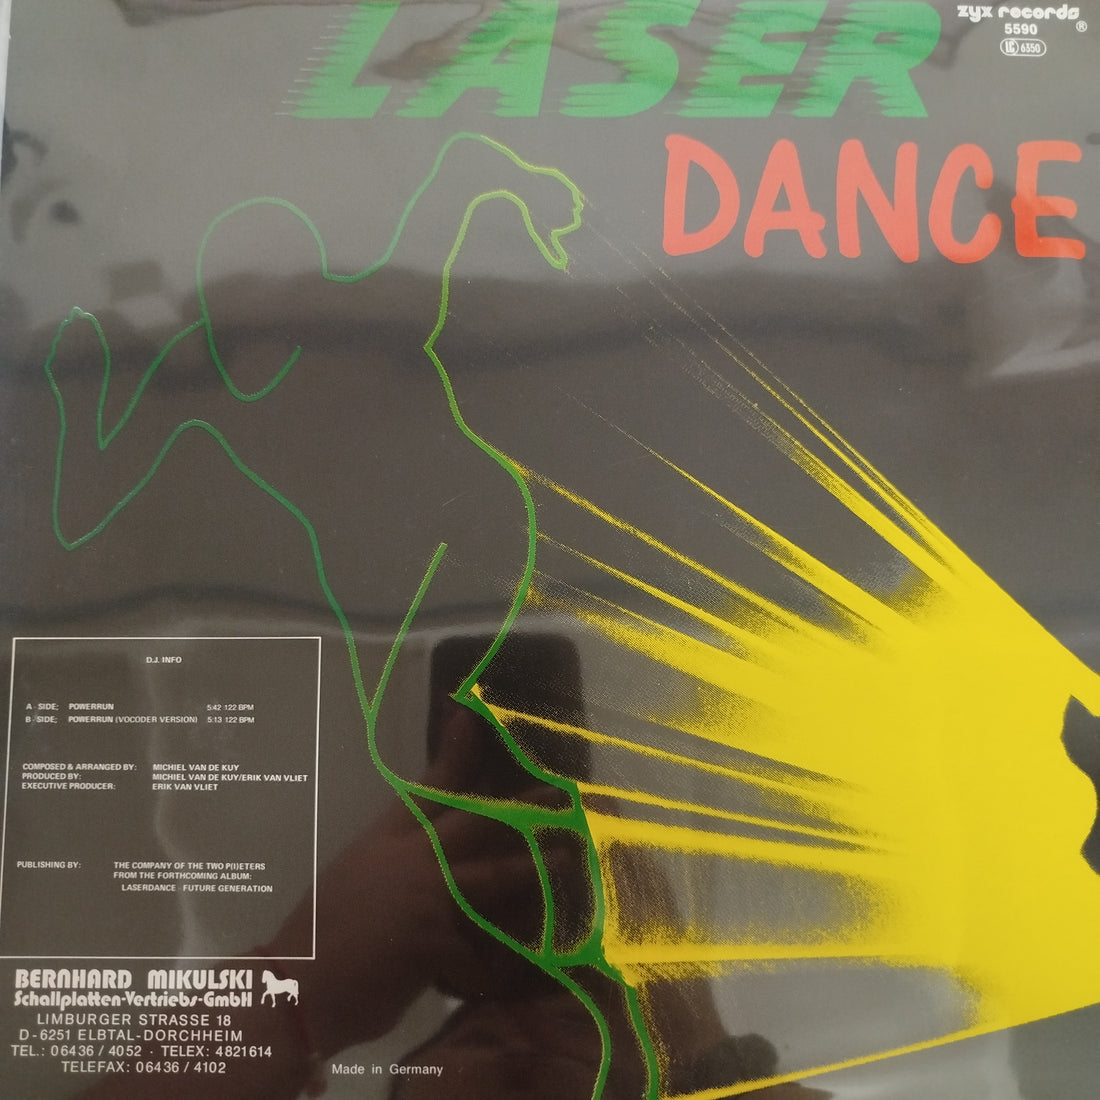 LASER
DANCE
zyx records
5590 ®
LC 6350
D.J. INFO
A-SIDE; POWERRUN 5:42 122 BPM
B-SIDE; POWERRUN (VOCODER VERSION) 5:13 122 BPM
COMPOSED & ARRANGED BY: MICHIEL VAN DE KUY
PRODUCED BY: MICHIEL VAN DE KUY/ERIK VAN VLIET
EXECUTIVE PRODUCER: ERIK VAN VLIET
PUBLISHING BY: THE COMPANY OF THE TWO P(I)ETERS
FROM THE FORTHCOMING ALBUM:
LASERDANCE - FUTURE GENERATION
BERNHARD MIKULSKI
Schallplatten-Vertriebs-GmbH
LIMBURGER STRASSE 18
D-6251 ELBTAL-DORCHHEIM
TEL.: 06436 / 4052 · TELEX: 4821614
TELEFAX: 06436 / 4102
Made in Germany